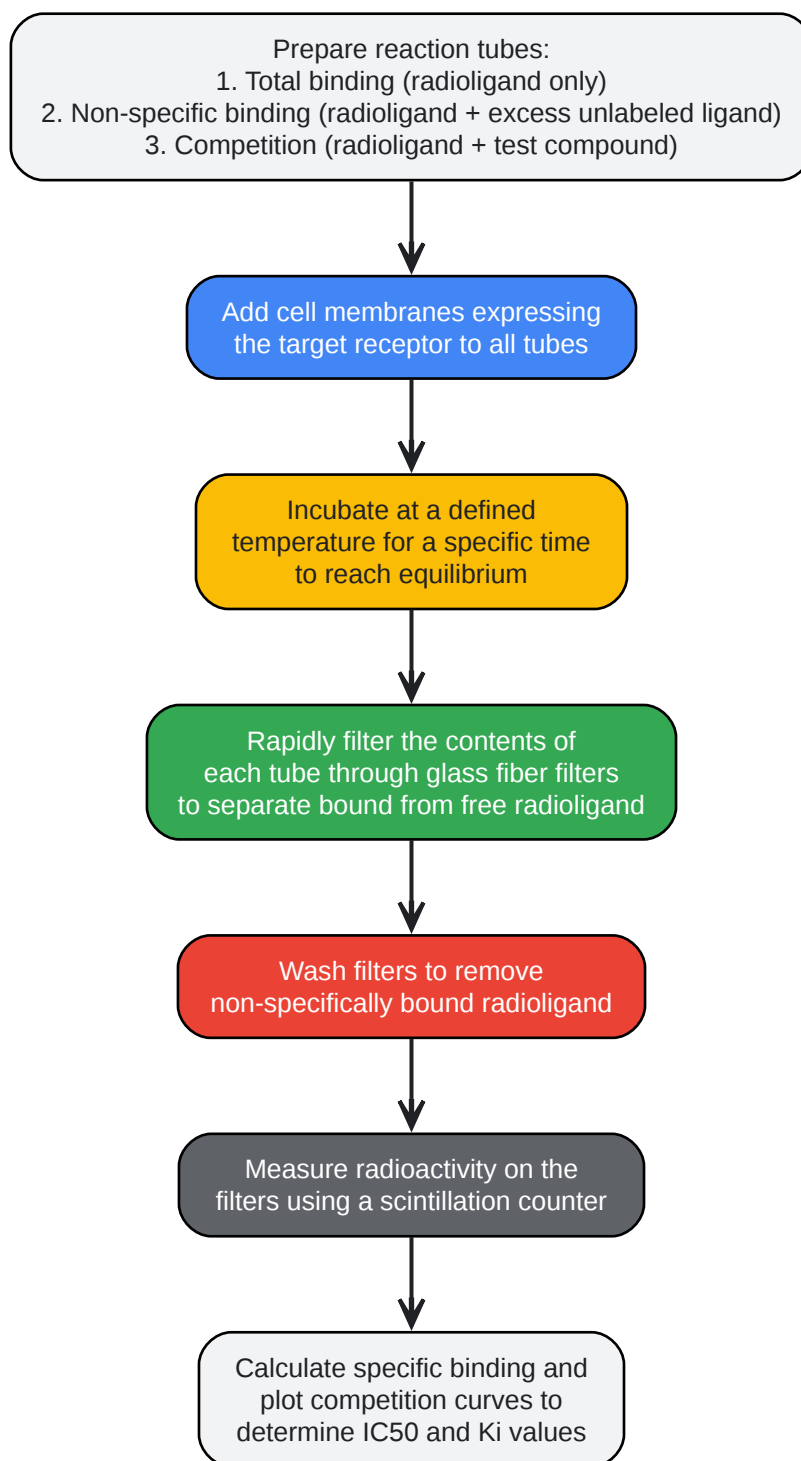 Prepare reaction tubes:
1. Total binding (radioligand only)
2. Non-specific binding (radioligand + excess unlabeled ligand)
3. Competition (radioligand + test compound)
Add cell membranes expressing
the target receptor to all tubes
Incubate at a defined
temperature for a specific time
to reach equilibrium
Rapidly filter the contents of
each tube through glass fiber filters
to separate bound from free radioligand
Wash filters to remove
non-specifically bound radioligand
Measure radioactivity on the
filters using a scintillation counter
Calculate specific binding and
plot competition curves to
determine IC50 and Ki values